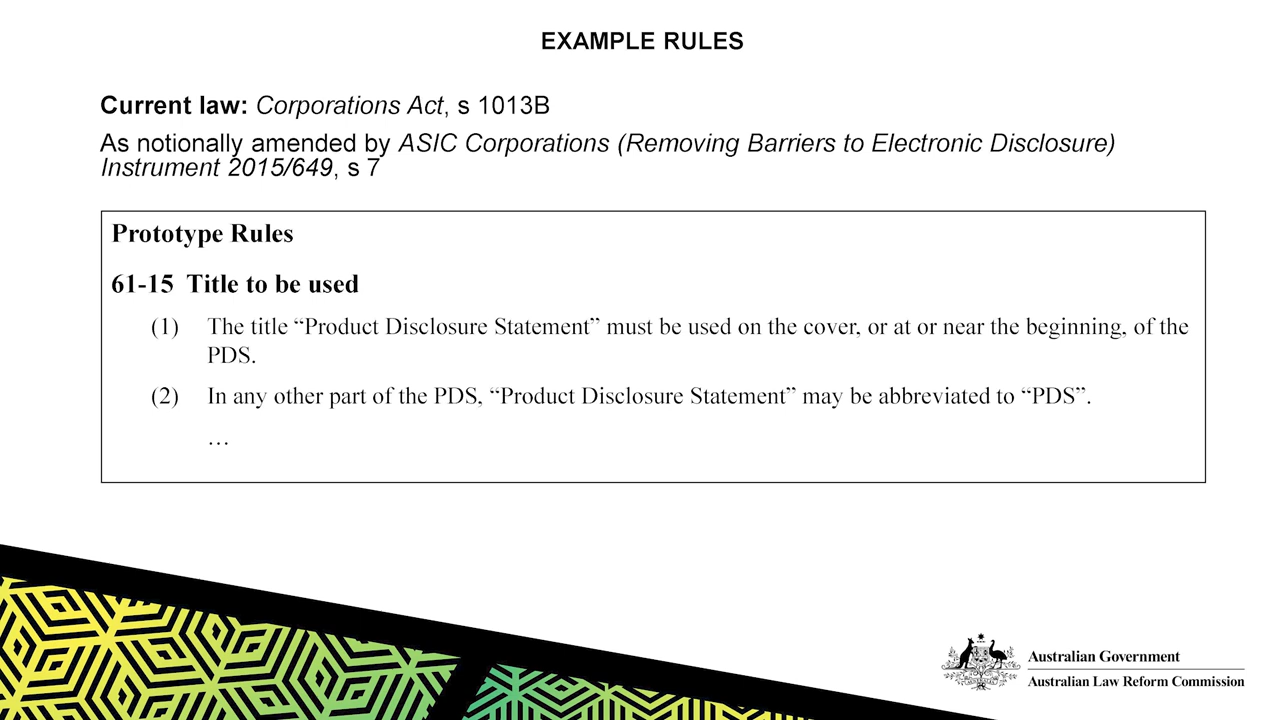 EXAMPLE RULES
Current law: Corporations Act, s 1013B
As notionally amended by ASIC Corporations (Removing Barriers to Electronic Disclosure)
Instrument 2015/649, s 7
Prototype Rules
61-15 Title to be used
(1) The title “Product Disclosure Statement” must be used on the cover, or at or near the beginning, of the
PDS.
(2) In any other part of the PDS, “Product Disclosure Statement” may be abbreviated to “PDS”.
…
Australian Government
Australian Law Reform Commission